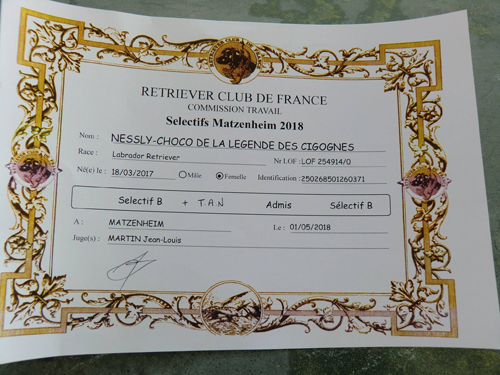 RETRIEVER CLUB DE FRANCE
COMMISSION TRAVAIL
Selectifs Matzenheim 2018
Nom : NESSLY-CHOCO DE LA LEGENDE DES CIGOGNES
Race : Labrador Retriever Nr LOF : LOF 254914/0
Né(e) le : 18/03/2017 Mâle Femelle Identification : 250268501260371
Selectif B + T.A.N Admis Sélectif B
A : MATZENHEIM Le : 01/05/2018
Juge(s) : MARTIN Jean-Louis